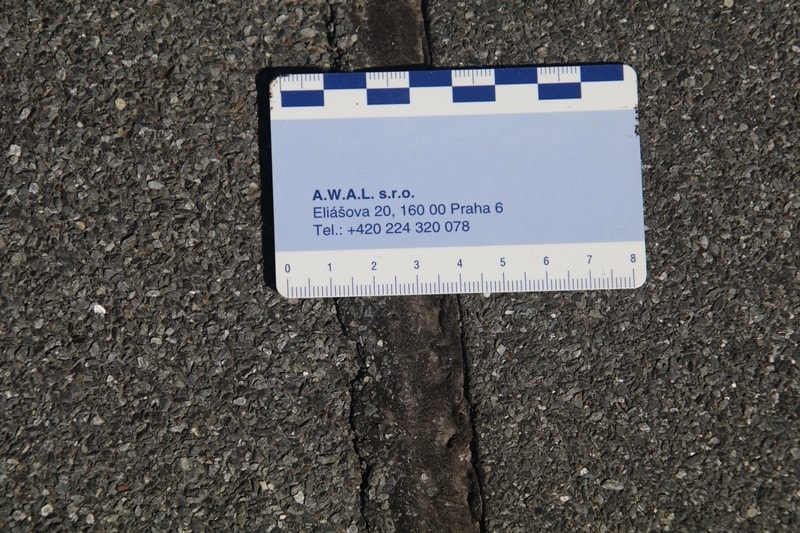 A.W.A.L. s.r.o.
Eliášova 20, 160 00 Praha 6
Tel.: +420 224 320 078
0 1 2 3 4 5 6 7 8